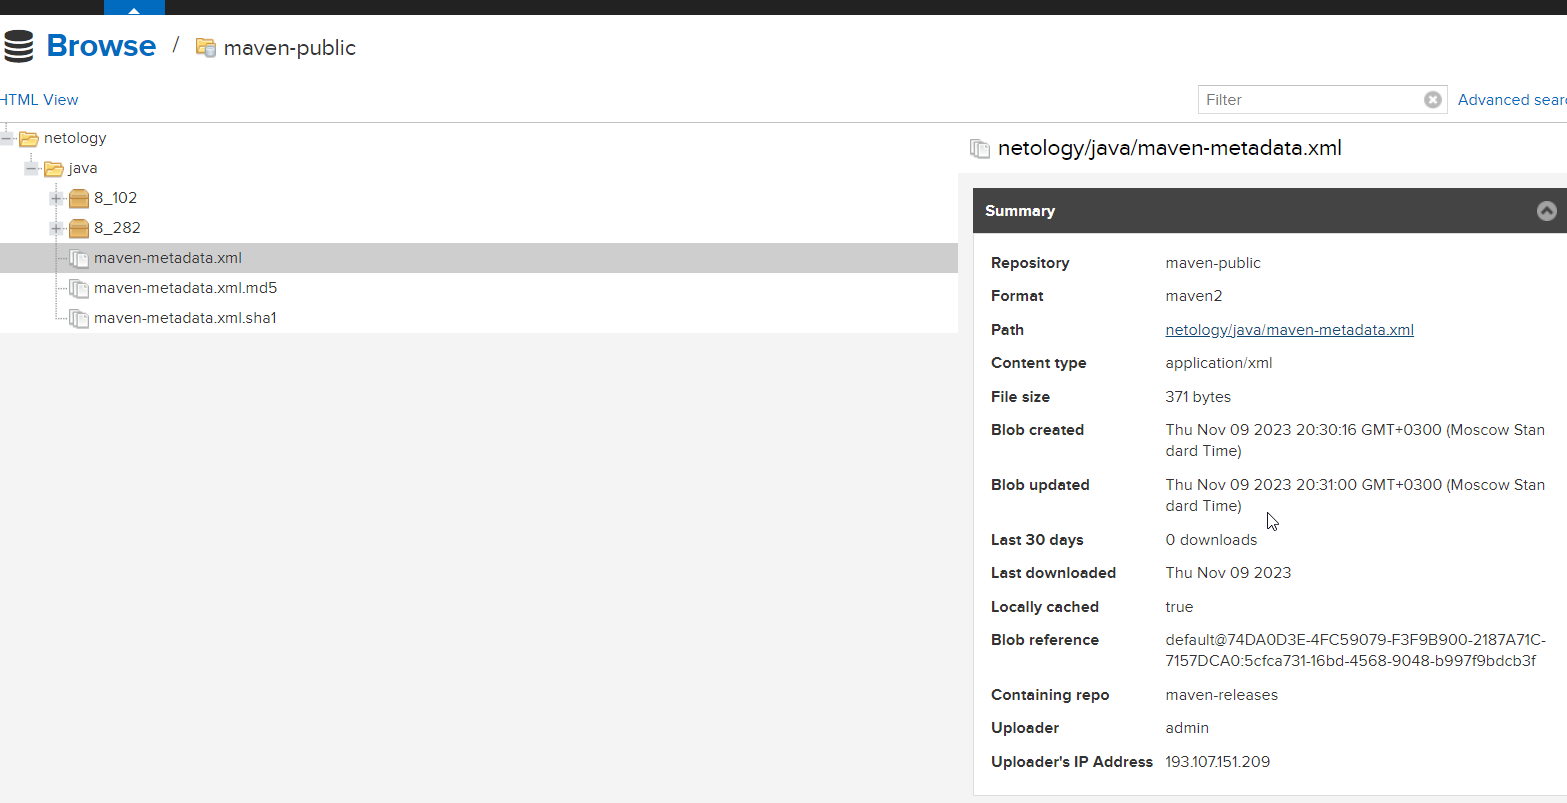 Browse / maven-public
HTML View
Filter
Advanced sear
netology
java
8_102
8_282
maven-metadata.xml
maven-metadata.xml.md5
maven-metadata.xml.sha1
netology/java/maven-metadata.xml
Summary
Repository maven-public
Format maven2
Path netology/java/maven-metadata.xml
Content type application/xml
File size 371 bytes
Blob created Thu Nov 09 2023 20:30:16 GMT+0300 (Moscow Stan
dard Time)
Blob updated Thu Nov 09 2023 20:31:00 GMT+0300 (Moscow Stan
dard Time)
Last 30 days 0 downloads
Last downloaded Thu Nov 09 2023
Locally cached true
Blob reference default@74DA0D3E-4FC59079-F3F9B900-2187A71C-
7157DCA0:5cfca731-16bd-4568-9048-b997f9bdcb3f
Containing repo maven-releases
Uploader admin
Uploader's IP Address 193.107.151.209